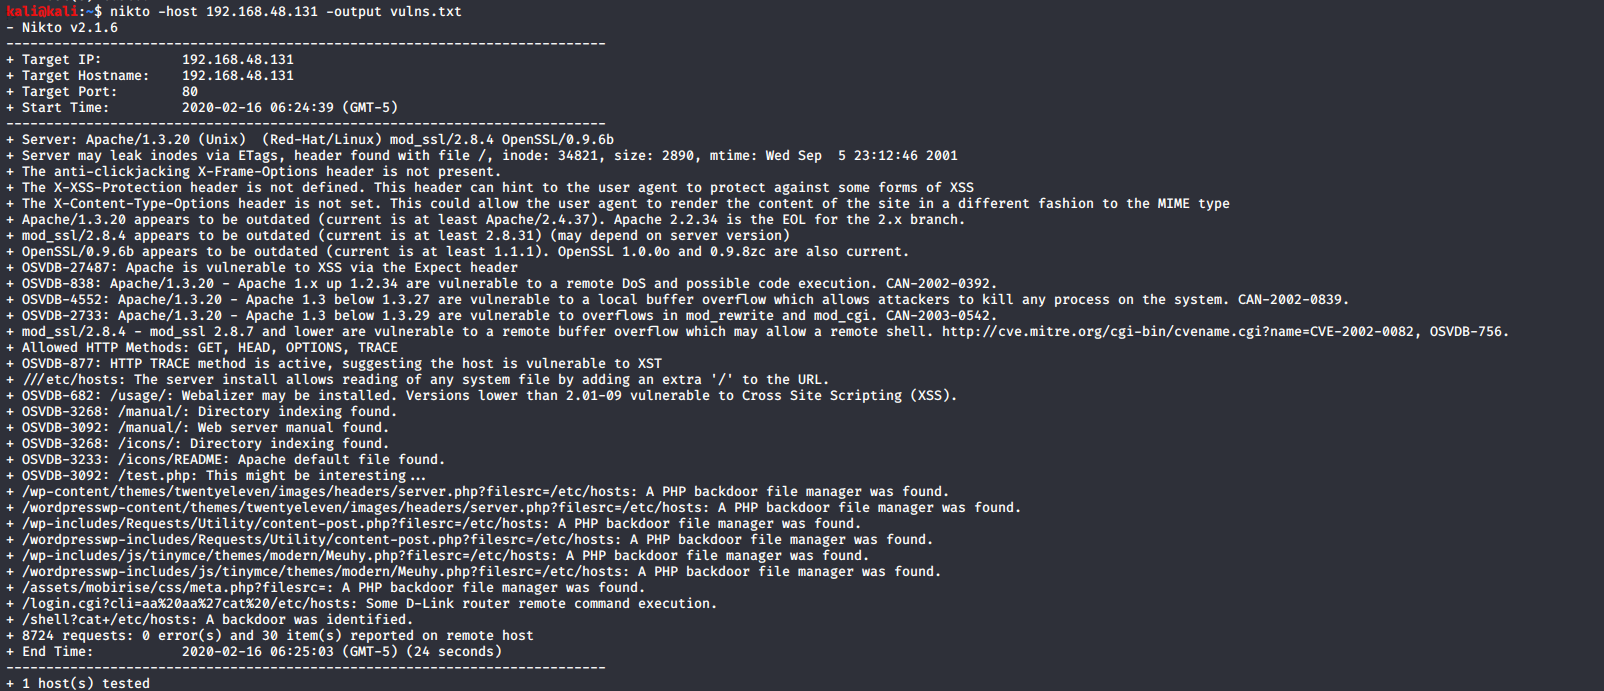 kali@kali:~$ nikto -host 192.168.48.131 -output vulns.txt
- Nikto v2.1.6
---------------------------------------------------------------------------
+ Target IP:          192.168.48.131
+ Target Hostname:    192.168.48.131
+ Target Port:        80
+ Start Time:         2020-02-16 06:24:39 (GMT-5)
---------------------------------------------------------------------------
+ Server: Apache/1.3.20 (Unix)  (Red-Hat/Linux) mod_ssl/2.8.4 OpenSSL/0.9.6b
+ Server may leak inodes via ETags, header found with file /, inode: 34821, size: 2890, mtime: Wed Sep  5 23:12:46 2001
+ The anti-clickjacking X-Frame-Options header is not present.
+ The X-XSS-Protection header is not defined. This header can hint to the user agent to protect against some forms of XSS
+ The X-Content-Type-Options header is not set. This could allow the user agent to render the content of the site in a different fashion to the MIME type
+ Apache/1.3.20 appears to be outdated (current is at least Apache/2.4.37). Apache 2.2.34 is the EOL for the 2.x branch.
+ mod_ssl/2.8.4 appears to be outdated (current is at least 2.8.31) (may depend on server version)
+ OpenSSL/0.9.6b appears to be outdated (current is at least 1.1.1). OpenSSL 1.0.0o and 0.9.8zc are also current.
+ OSVDB-27487: Apache is vulnerable to XSS via the Expect header
+ OSVDB-838: Apache/1.3.20 - Apache 1.x up 1.2.34 are vulnerable to a remote DoS and possible code execution. CAN-2002-0392.
+ OSVDB-4552: Apache/1.3.20 - Apache 1.3 below 1.3.27 are vulnerable to a local buffer overflow which allows attackers to kill any process on the system. CAN-2002-0839.
+ OSVDB-2733: Apache/1.3.20 - Apache 1.3 below 1.3.29 are vulnerable to overflows in mod_rewrite and mod_cgi. CAN-2003-0542.
+ mod_ssl/2.8.4 - mod_ssl 2.8.7 and lower are vulnerable to a remote buffer overflow which may allow a remote shell. http://cve.mitre.org/cgi-bin/cvename.cgi?name=CVE-2002-0082, OSVDB-756.
+ Allowed HTTP Methods: GET, HEAD, OPTIONS, TRACE
+ OSVDB-877: HTTP TRACE method is active, suggesting the host is vulnerable to XST
+ ///etc/hosts: The server install allows reading of any system file by adding an extra '/' to the URL.
+ OSVDB-682: /usage/: Webalizer may be installed. Versions lower than 2.01-09 vulnerable to Cross Site Scripting (XSS).
+ OSVDB-3268: /manual/: Directory indexing found.
+ OSVDB-3092: /manual/: Web server manual found.
+ OSVDB-3268: /icons/: Directory indexing found.
+ OSVDB-3233: /icons/README: Apache default file found.
+ OSVDB-3092: /test.php: This might be interesting...
+ /wp-content/themes/twentyeleven/images/headers/server.php?filesrc=/etc/hosts: A PHP backdoor file manager was found.
+ /wordpresswp-content/themes/twentyeleven/images/headers/server.php?filesrc=/etc/hosts: A PHP backdoor file manager was found.
+ /wp-includes/Requests/Utility/content-post.php?filesrc=/etc/hosts: A PHP backdoor file manager was found.
+ /wordpresswp-includes/Requests/Utility/content-post.php?filesrc=/etc/hosts: A PHP backdoor file manager was found.
+ /wp-includes/js/tinymce/themes/modern/Meuhy.php?filesrc=/etc/hosts: A PHP backdoor file manager was found.
+ /wordpresswp-includes/js/tinymce/themes/modern/Meuhy.php?filesrc=/etc/hosts: A PHP backdoor file manager was found.
+ /assets/mobirise/css/meta.php?filesrc=: A PHP backdoor file manager was found.
+ /login.cgi?cli=aa%20aa%27cat%20/etc/hosts: Some D-Link router remote command execution.
+ /shell?cat+/etc/hosts: A backdoor was identified.
+ 8724 requests: 0 error(s) and 30 item(s) reported on remote host
+ End Time:           2020-02-16 06:25:03 (GMT-5) (24 seconds)
---------------------------------------------------------------------------
+ 1 host(s) tested